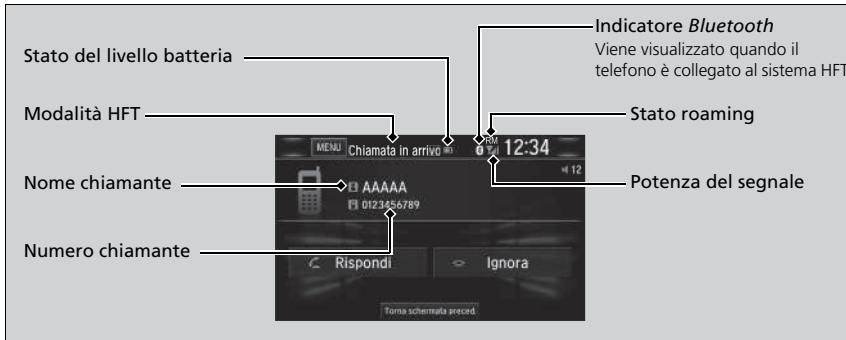 Indicatore Bluetooth
Viene visualizzato quando il
telefono è collegato al sistema HFT
Stato del livello batteria
Modalità HFT
Stato roaming
Nome chiamante
Potenza del segnale
Numero chiamante
MENU Chiamata in arrivo RM 12:34
12
AAAAA
0123456789
Rispondi Ignora
Torna schermata preced.